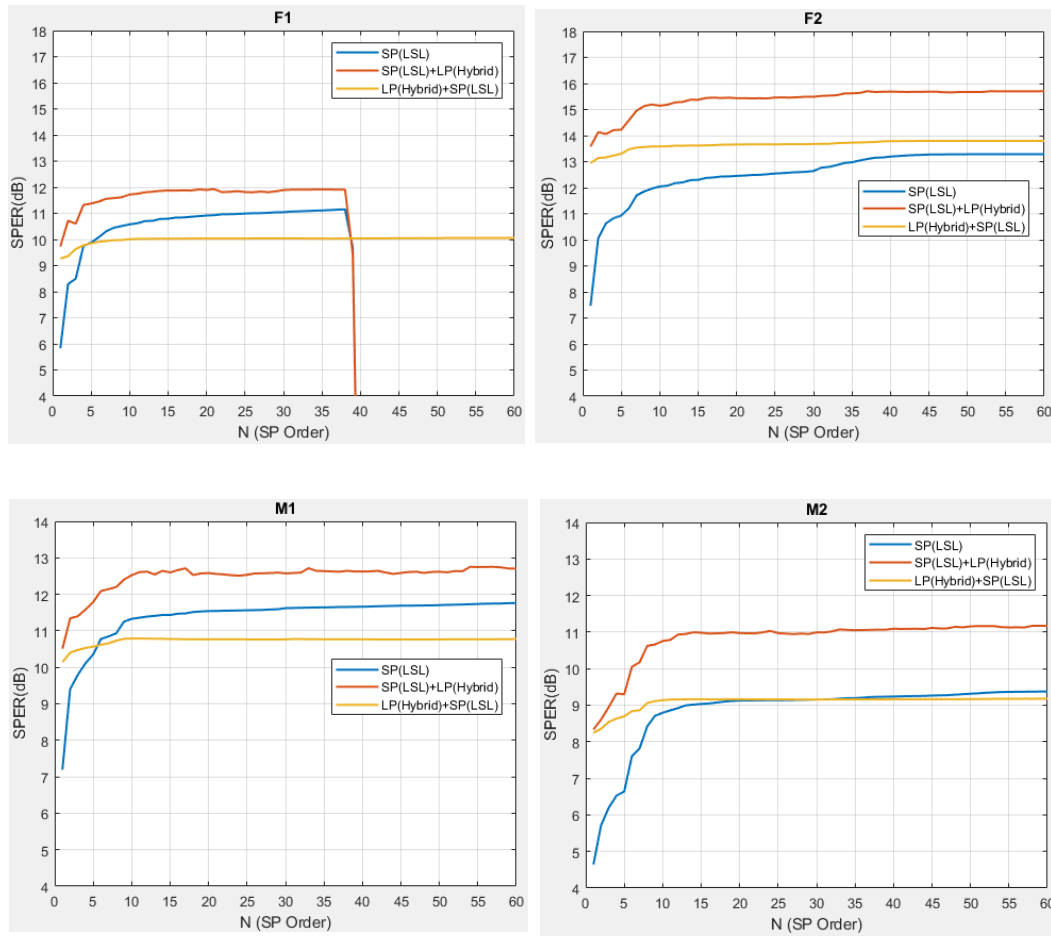 F1
SPER(dB)
18
17
16
15
14
13
12
11
10
9
8
7
6
5
4
SP(LSL)
SP(LSL)+LP(Hybrid)
LP(Hybrid)+SP(LSL)
0 5 10 15 20 25 30 35 40 45 50 55 60
N (SP Order)
F2
SPER(dB)
18
17
16
15
14
13
12
11
10
9
8
7
6
5
4
SP(LSL)
SP(LSL)+LP(Hybrid)
LP(Hybrid)+SP(LSL)
0 5 10 15 20 25 30 35 40 45 50 55 60
N (SP Order)
M1
SPER(dB)
14
13
12
11
10
9
8
7
6
5
4
SP(LSL)
SP(LSL)+LP(Hybrid)
LP(Hybrid)+SP(LSL)
0 5 10 15 20 25 30 35 40 45 50 55 60
N (SP Order)
M2
SPER(dB)
14
13
12
11
10
9
8
7
6
5
4
SP(LSL)
SP(LSL)+LP(Hybrid)
LP(Hybrid)+SP(LSL)
0 5 10 15 20 25 30 35 40 45 50 55 60
N (SP Order)